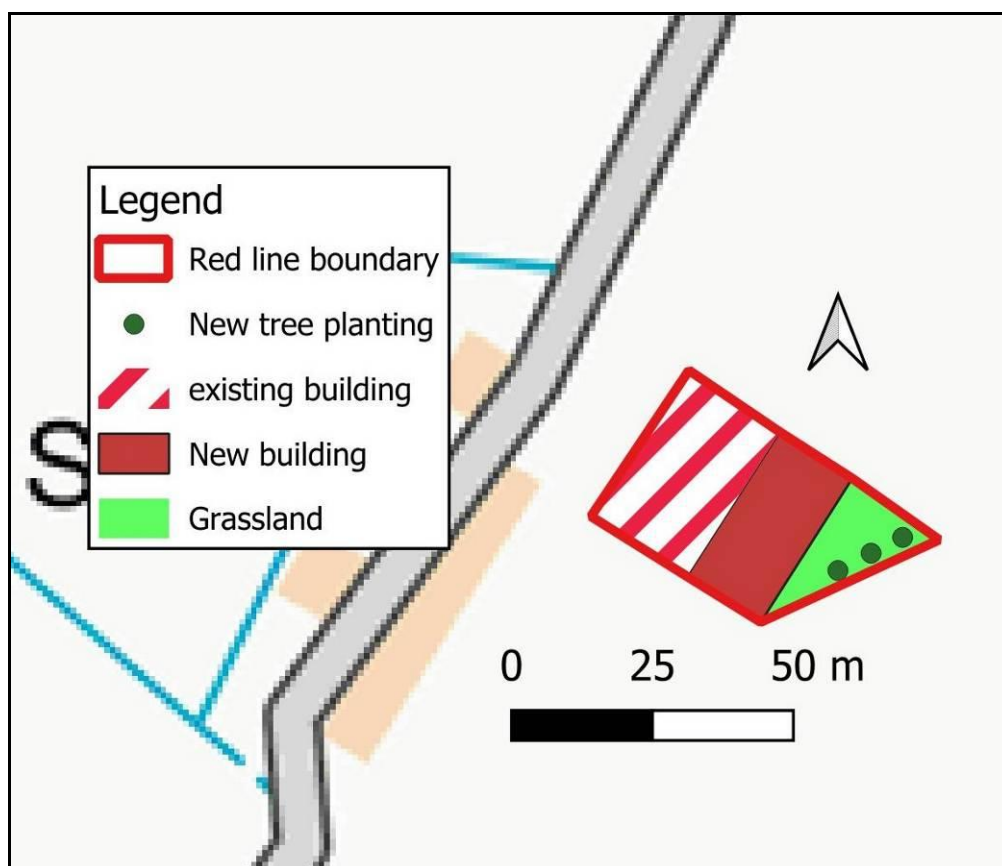 Legend
Red line boundary
New tree planting
existing building
New building
Grassland
S
0 25 50 m